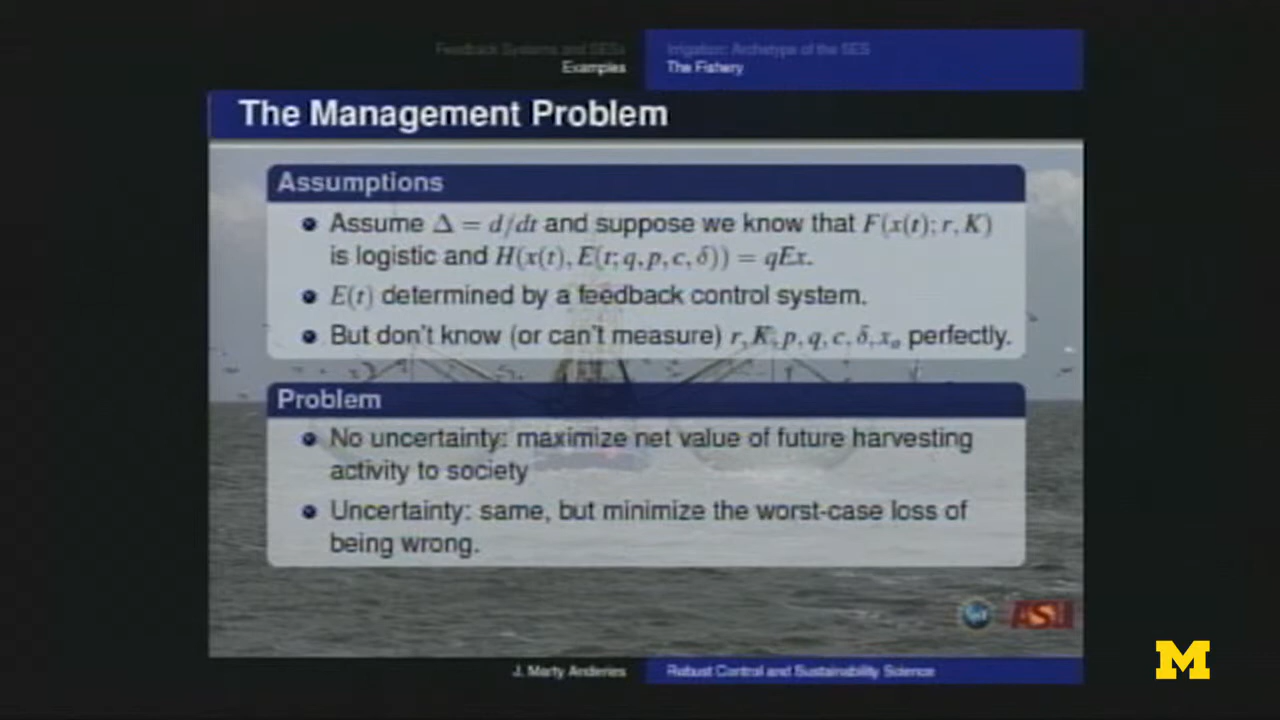 Feedback Systems and SESs
Examples
Irrigation: Archetype of the SES
The Fishery
The Management Problem
Assumptions
Assume Δ = d/dt and suppose we know that F(x(t); r, K)
is logistic and H(x(t), E(t; q, p, c, δ)) = qEx.
E(t) determined by a feedback control system.
But don't know (or can't measure) r, K, p, q, c, δ, x₀ perfectly.
Problem
No uncertainty: maximize net value of future harvesting
activity to society
Uncertainty: same, but minimize the worst-case loss of
being wrong.
ASU
J. Marty Anderies
Robust Control and Sustainability Science
M